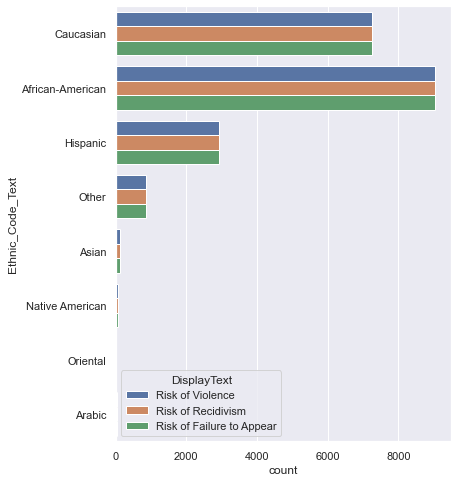 Ethnic_Code_Text
Caucasian
African-American
Hispanic
Other
Asian
Native American
Oriental
Arabic
DisplayText
Risk of Violence
Risk of Recidivism
Risk of Failure to Appear
0 2000 4000 6000 8000
count